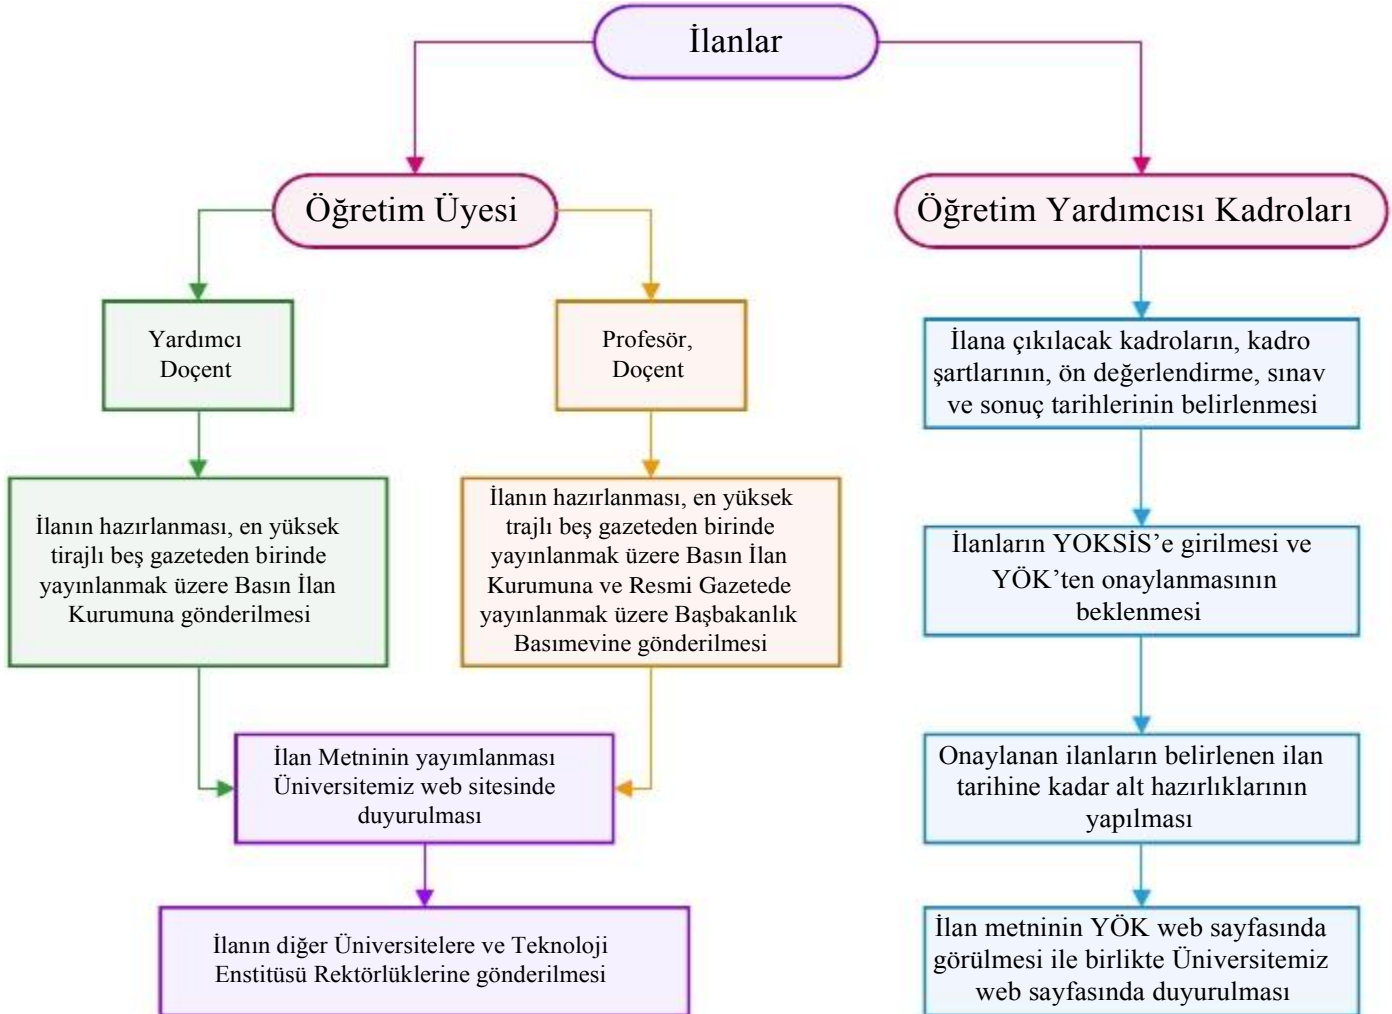 İlanlar
Öğretim Üyesi
Öğretim Yardımcısı Kadroları
Yardımcı
Doçent
Profesör,
Doçent
İlana çıkılacak kadroların, kadro
şartlarının, ön değerlendirme, sınav
ve sonuç tarihlerinin belirlenmesi
İlanın hazırlanması, en yüksek
tirajlı beş gazeteden birinde
yayınlanmak üzere Basın İlan
Kurumuna gönderilmesi
İlanın hazırlanması, en yüksek
trajlı beş gazeteden birinde
yayınlanmak üzere Basın İlan
Kurumuna ve Resmi Gazetede
yayınlanmak üzere Başbakanlık
Basımevine gönderilmesi
İlanların YOKSİS’e girilmesi ve
YÖK’ten onaylanmasının
beklenmesi
İlan Metninin yayımlanması
Üniversitemiz web sitesinde
duyurulması
Onaylanan ilanların belirlenen ilan
tarihine kadar alt hazırlıklarının
yapılması
İlanın diğer Üniversitelere ve Teknoloji
Enstitüsü Rektörlüklerine gönderilmesi
İlan metninin YÖK web sayfasında
görülmesi ile birlikte Üniversitemiz
web sayfasında duyurulması